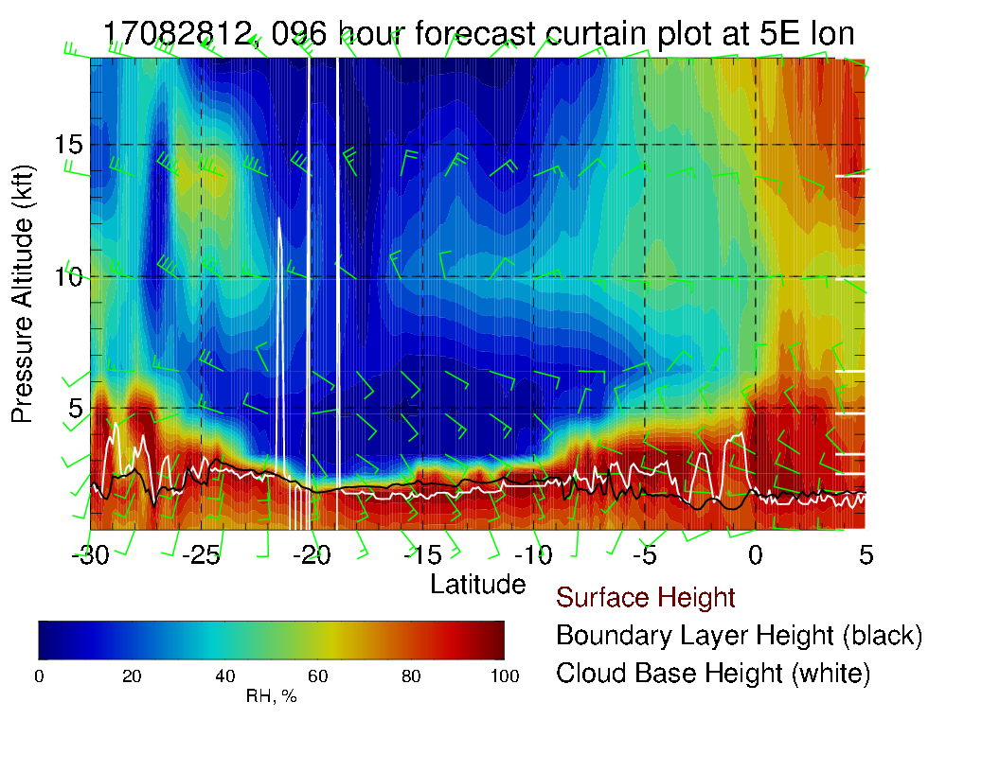 17082812, 096 hour forecast curtain plot at 5E lon
Pressure Altitude (kft)
15
10
5
-30 -25 -20 -15 -10 -5 0 5
Latitude
Surface Height
Boundary Layer Height (black)
Cloud Base Height (white)
0 20 40 60 80 100
RH, %